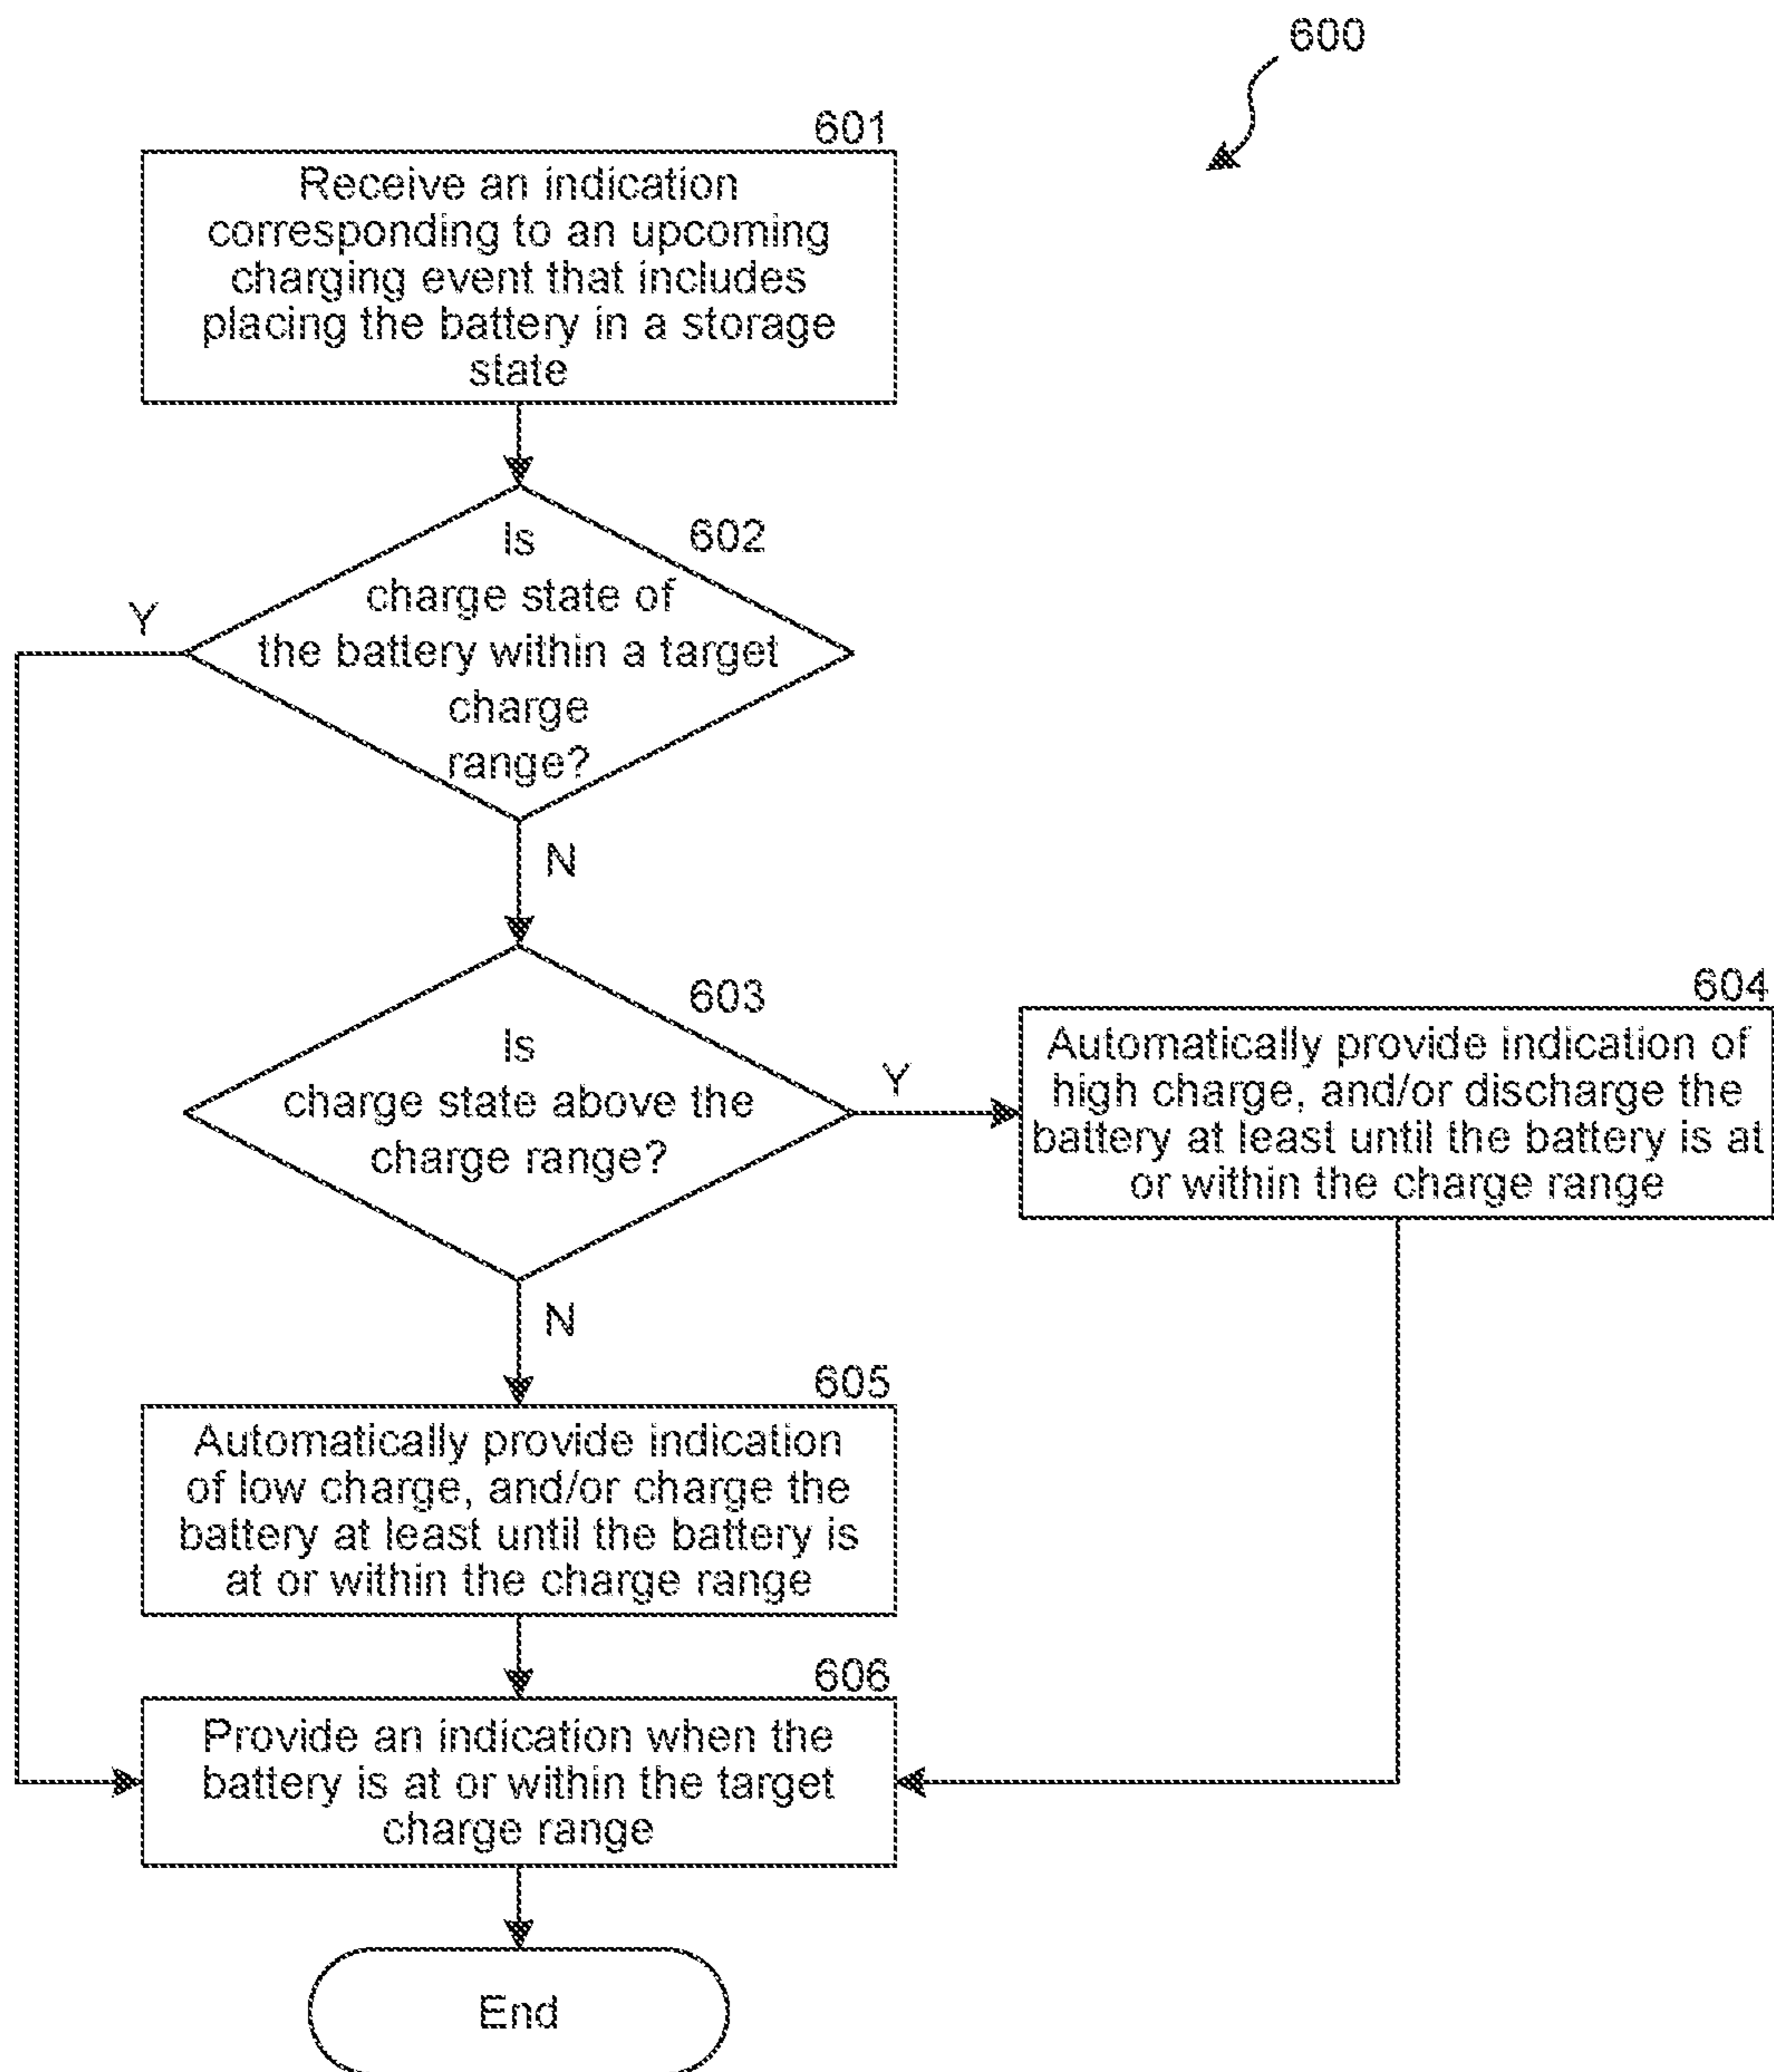 600
601
Receive an indication
corresponding to an upcoming
charging event that includes
placing the battery in a storage
state
602
Is
charge state of
the battery within a target
charge
range?
Y
N
603
Is
charge state above the
charge range?
Y
N
604
Automatically provide indication of
high charge, and/or discharge the
battery at least until the battery is at
or within the charge range
605
Automatically provide indication
of low charge, and/or charge the
battery at least until the battery is
at or within the charge range
606
Provide an indication when the
battery is at or within the target
charge range
End